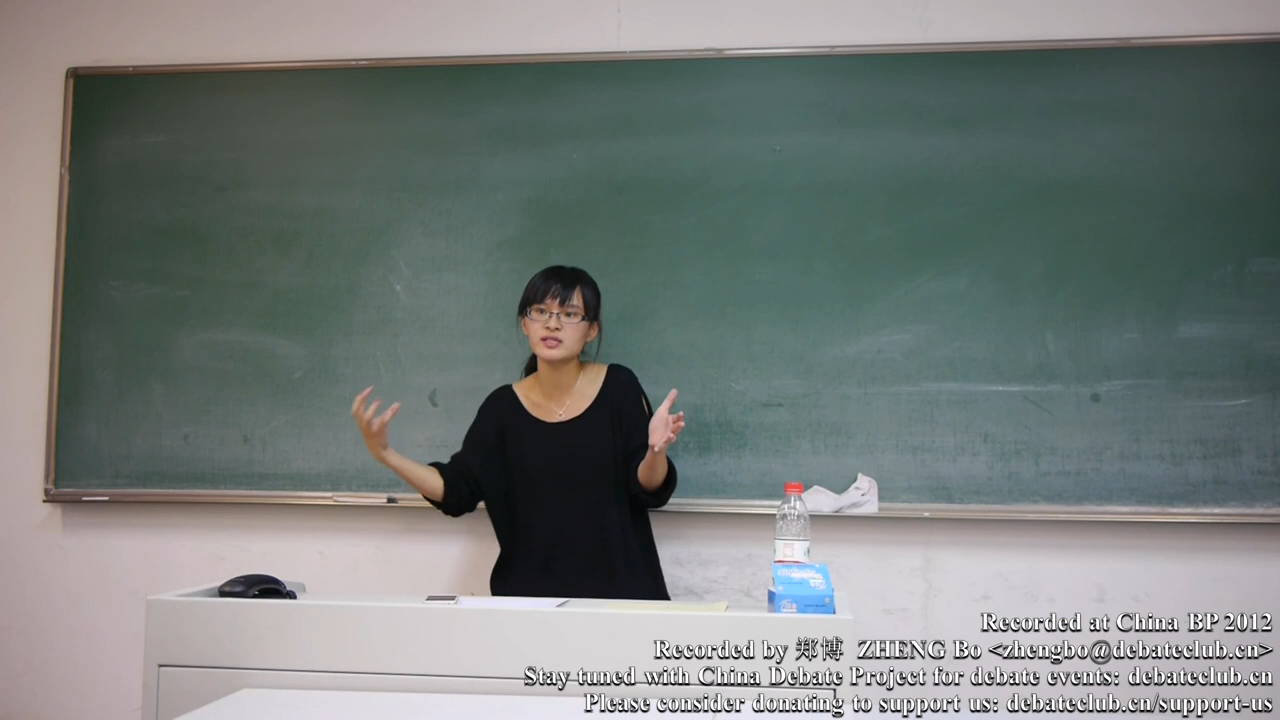 Recorded at China BP 2012
Recorded by 郑博 ZHENG Bo <zhengbo@debateclub.cn>
Stay tuned with China Debate Project for debate events: debateclub.cn
Please consider donating to support us: debateclub.cn/support-us